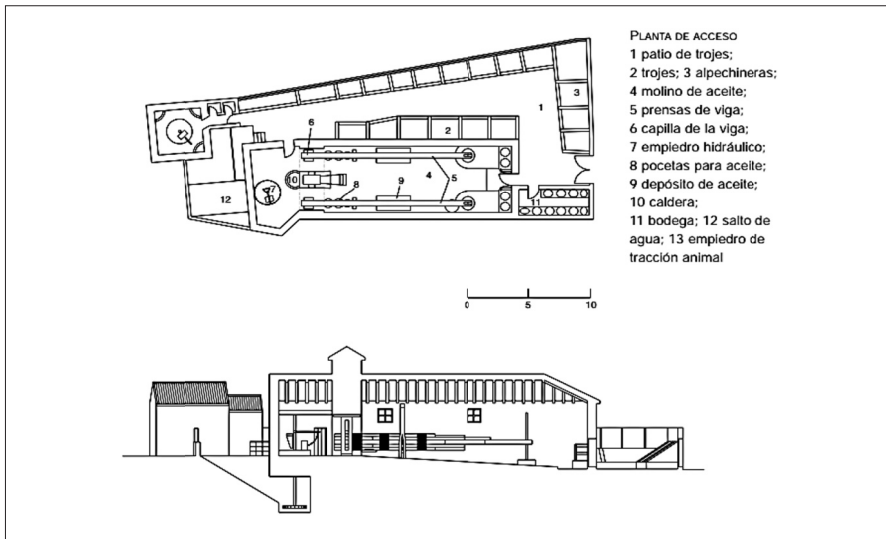 PLANTA DE ACCESO
1 patio de trojes;
2 trojes; 3 alpechineras;
4 molino de aceite;
5 prensas de viga;
6 capilla de la viga;
7 empiedro hidráulico;
8 pocetas para aceite;
9 depósito de aceite;
10 caldera;
11 bodega; 12 salto de
agua; 13 empiedro de
tracción animal
6
1
3
2
10
4
5
7
8
9
12
11
0 5 10